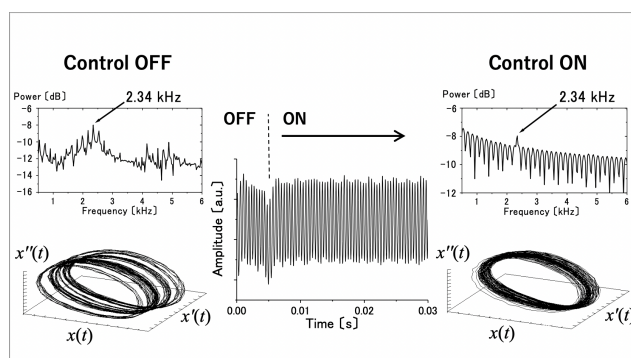 Control OFF
Power [dB]
2.34 kHz
-6
-8
-10
-12
-14
-16
1 2 3 4 5 6
Frequency [kHz]
x''(t)
x'(t)
x(t)
OFF ON
Amplitude [a.u.]
0.00 0.01 0.02 0.03
Time [s]
Control ON
Power [dB]
2.34 kHz
-6
-8
-10
-12
1 2 3 4 5 6
Frequency [kHz]
x''(t)
x'(t)
x(t)